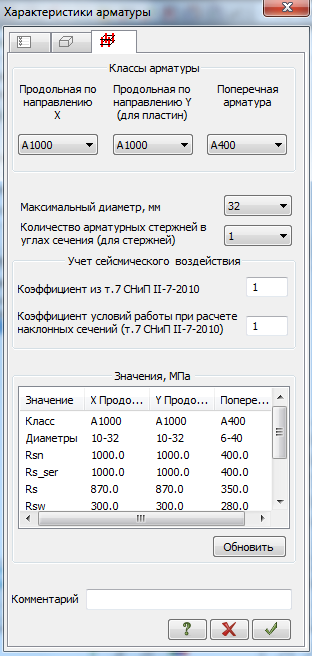 Характеристики арматуры
Классы арматуры
Продольная по направлению X
Продольная по направлению Y (для пластин)
Поперечная арматура
A1000 A1000 A400
Максимальный диаметр, мм 32
Количество арматурных стержней в
углах сечения (для стержней) 1
Учет сейсмического воздействия
Коэффициент из т.7 СНиП II-7-2010 1
Коэффициент условий работы при расчете
наклонных сечений (т.7 СНиП II-7-2010) 1
Значения, МПа
Значение X Продо... Y Продо... Попере...
Класс A1000 A1000 A400
Диаметры 10-32 10-32 6-40
Rsn 1000.0 1000.0 400.0
Rs_ser 1000.0 1000.0 400.0
Rs 870.0 870.0 350.0
Rsw 300.0 300.0 280.0
Обновить
Комментарий
?